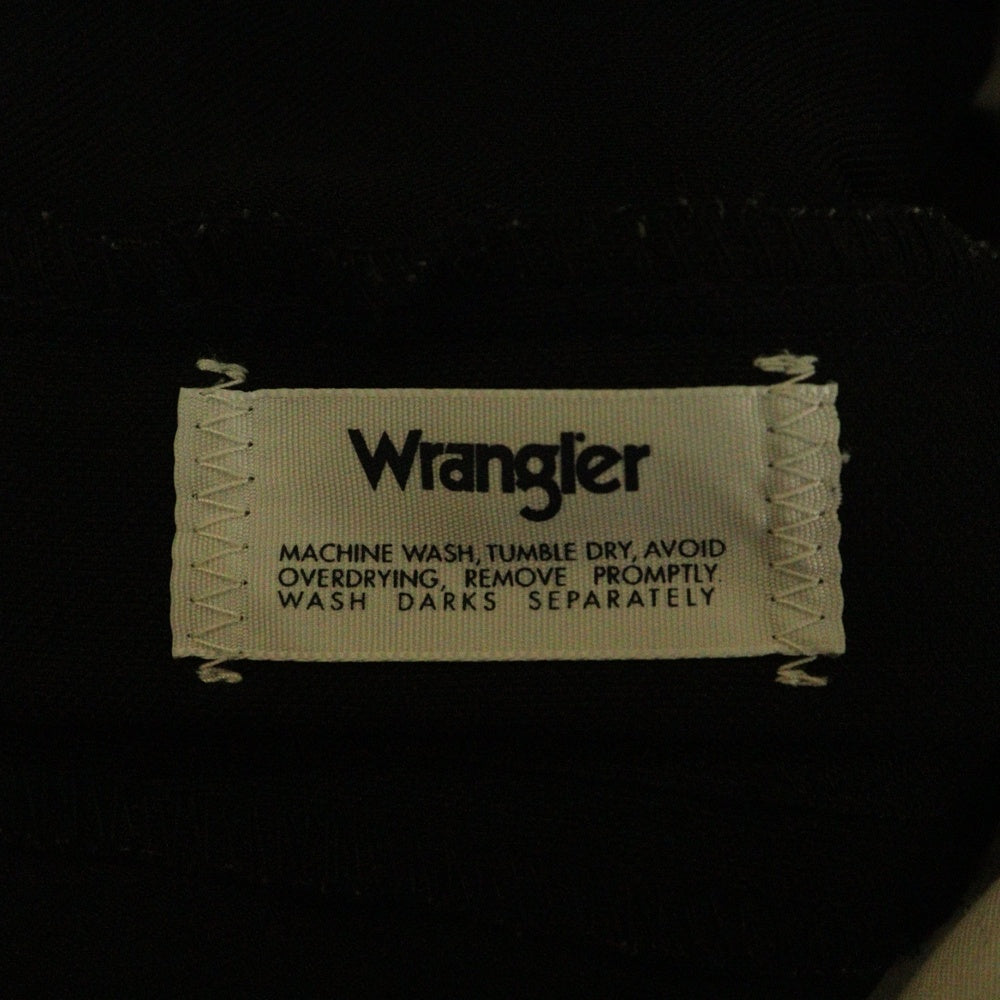 Wrangler
MACHINE WASH, TUMBLE DRY, AVOID
OVERDRYING, REMOVE PROMPTLY.
WASH DARKS SEPARATELY